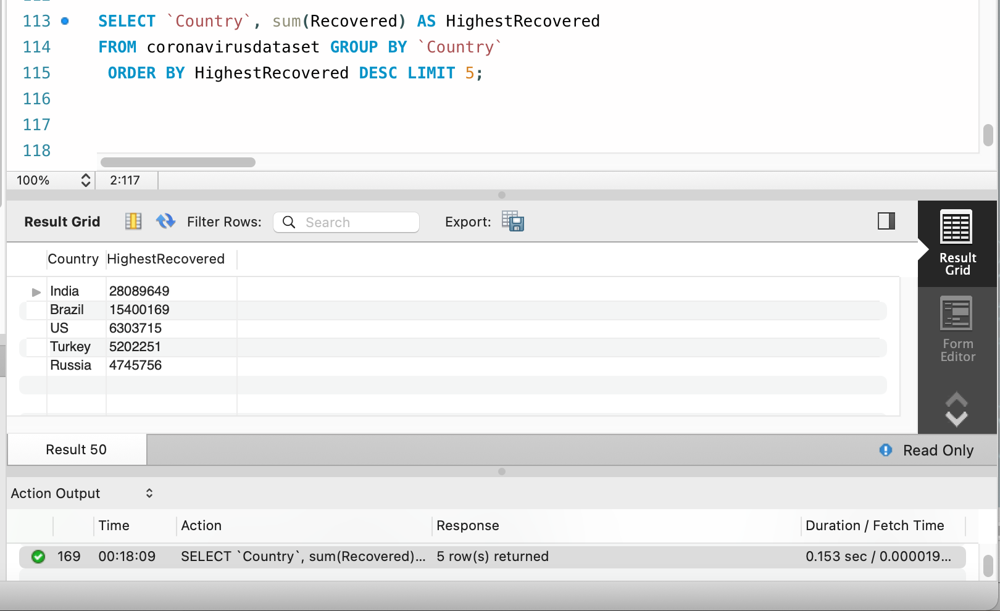 113 SELECT `Country`, sum(Recovered) AS HighestRecovered
114 FROM coronavirusdataset GROUP BY `Country`
115 ORDER BY HighestRecovered DESC LIMIT 5;
116
117
118
100% 2:117
Result Grid Filter Rows: Search Export:
Result
Grid
Form
Editor
Country HighestRecovered
India 28089649
Brazil 15400169
US 6303715
Turkey 5202251
Russia 4745756
Result 50 Read Only
Action Output
Time Action Response Duration / Fetch Time
169 00:18:09 SELECT `Country`, sum(Recovered)... 5 row(s) returned 0.153 sec / 0.000019...